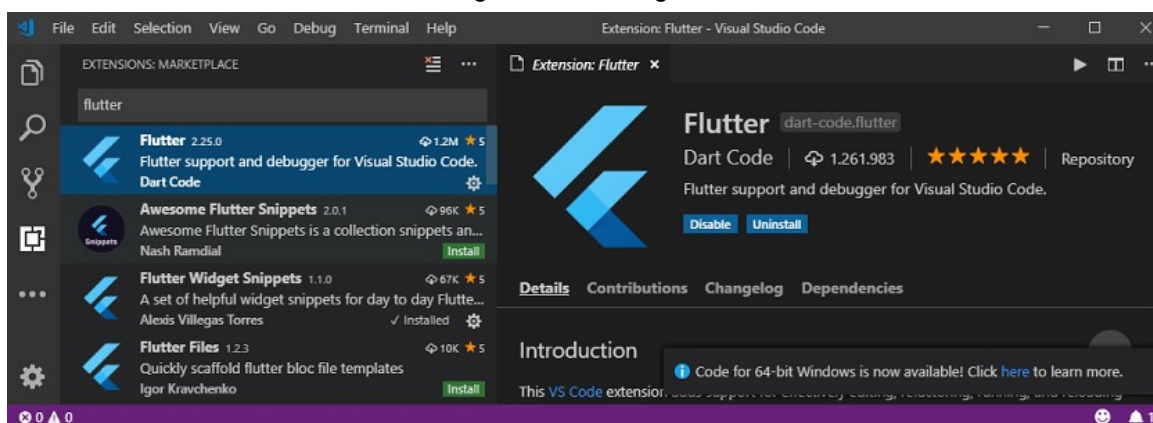 File Edit Selection View Go Debug Terminal Help
Extension: Flutter - Visual Studio Code
EXTENSIONS: MARKETPLACE
flutter
Flutter 2.25.0 1.2M ★5
Flutter support and debugger for Visual Studio Code.
Dart Code
Awesome Flutter Snippets 2.0.1 96K ★5
Awesome Flutter Snippets is a collection snippets an...
Nash Ramdial Install
Snippets
Flutter Widget Snippets 1.1.0 67K ★5
A set of helpful widget snippets for day to day Flutte...
Alexis Villegas Torres ✓ Installed
Flutter Files 1.2.3 10K ★5
Quickly scaffold flutter bloc file templates
Igor Kravchenko Install
Extension: Flutter ×
Flutter dart-code.flutter
Dart Code | 1.261.983 | ★★★★★ | Repository
Flutter support and debugger for Visual Studio Code.
Disable Uninstall
Details Contributions Changelog Dependencies
Introduction
This VS Code extension
Code for 64-bit Windows is now available! Click here to learn more.
0 0
1